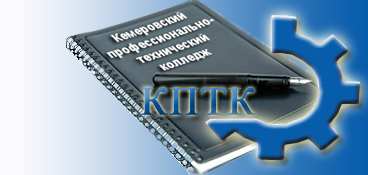 Кемеровский
профессионально-
технический
колледж
КПТК